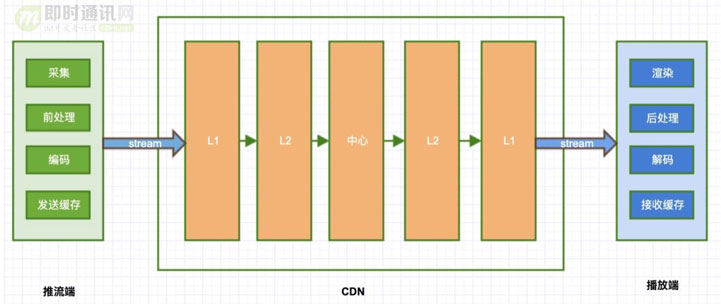 即时通讯网
采集
前处理
编码
发送缓存
stream
L1
L2
中心
L2
L1
stream
渲染
后处理
解码
接收缓存
推流端
CDN
播放端